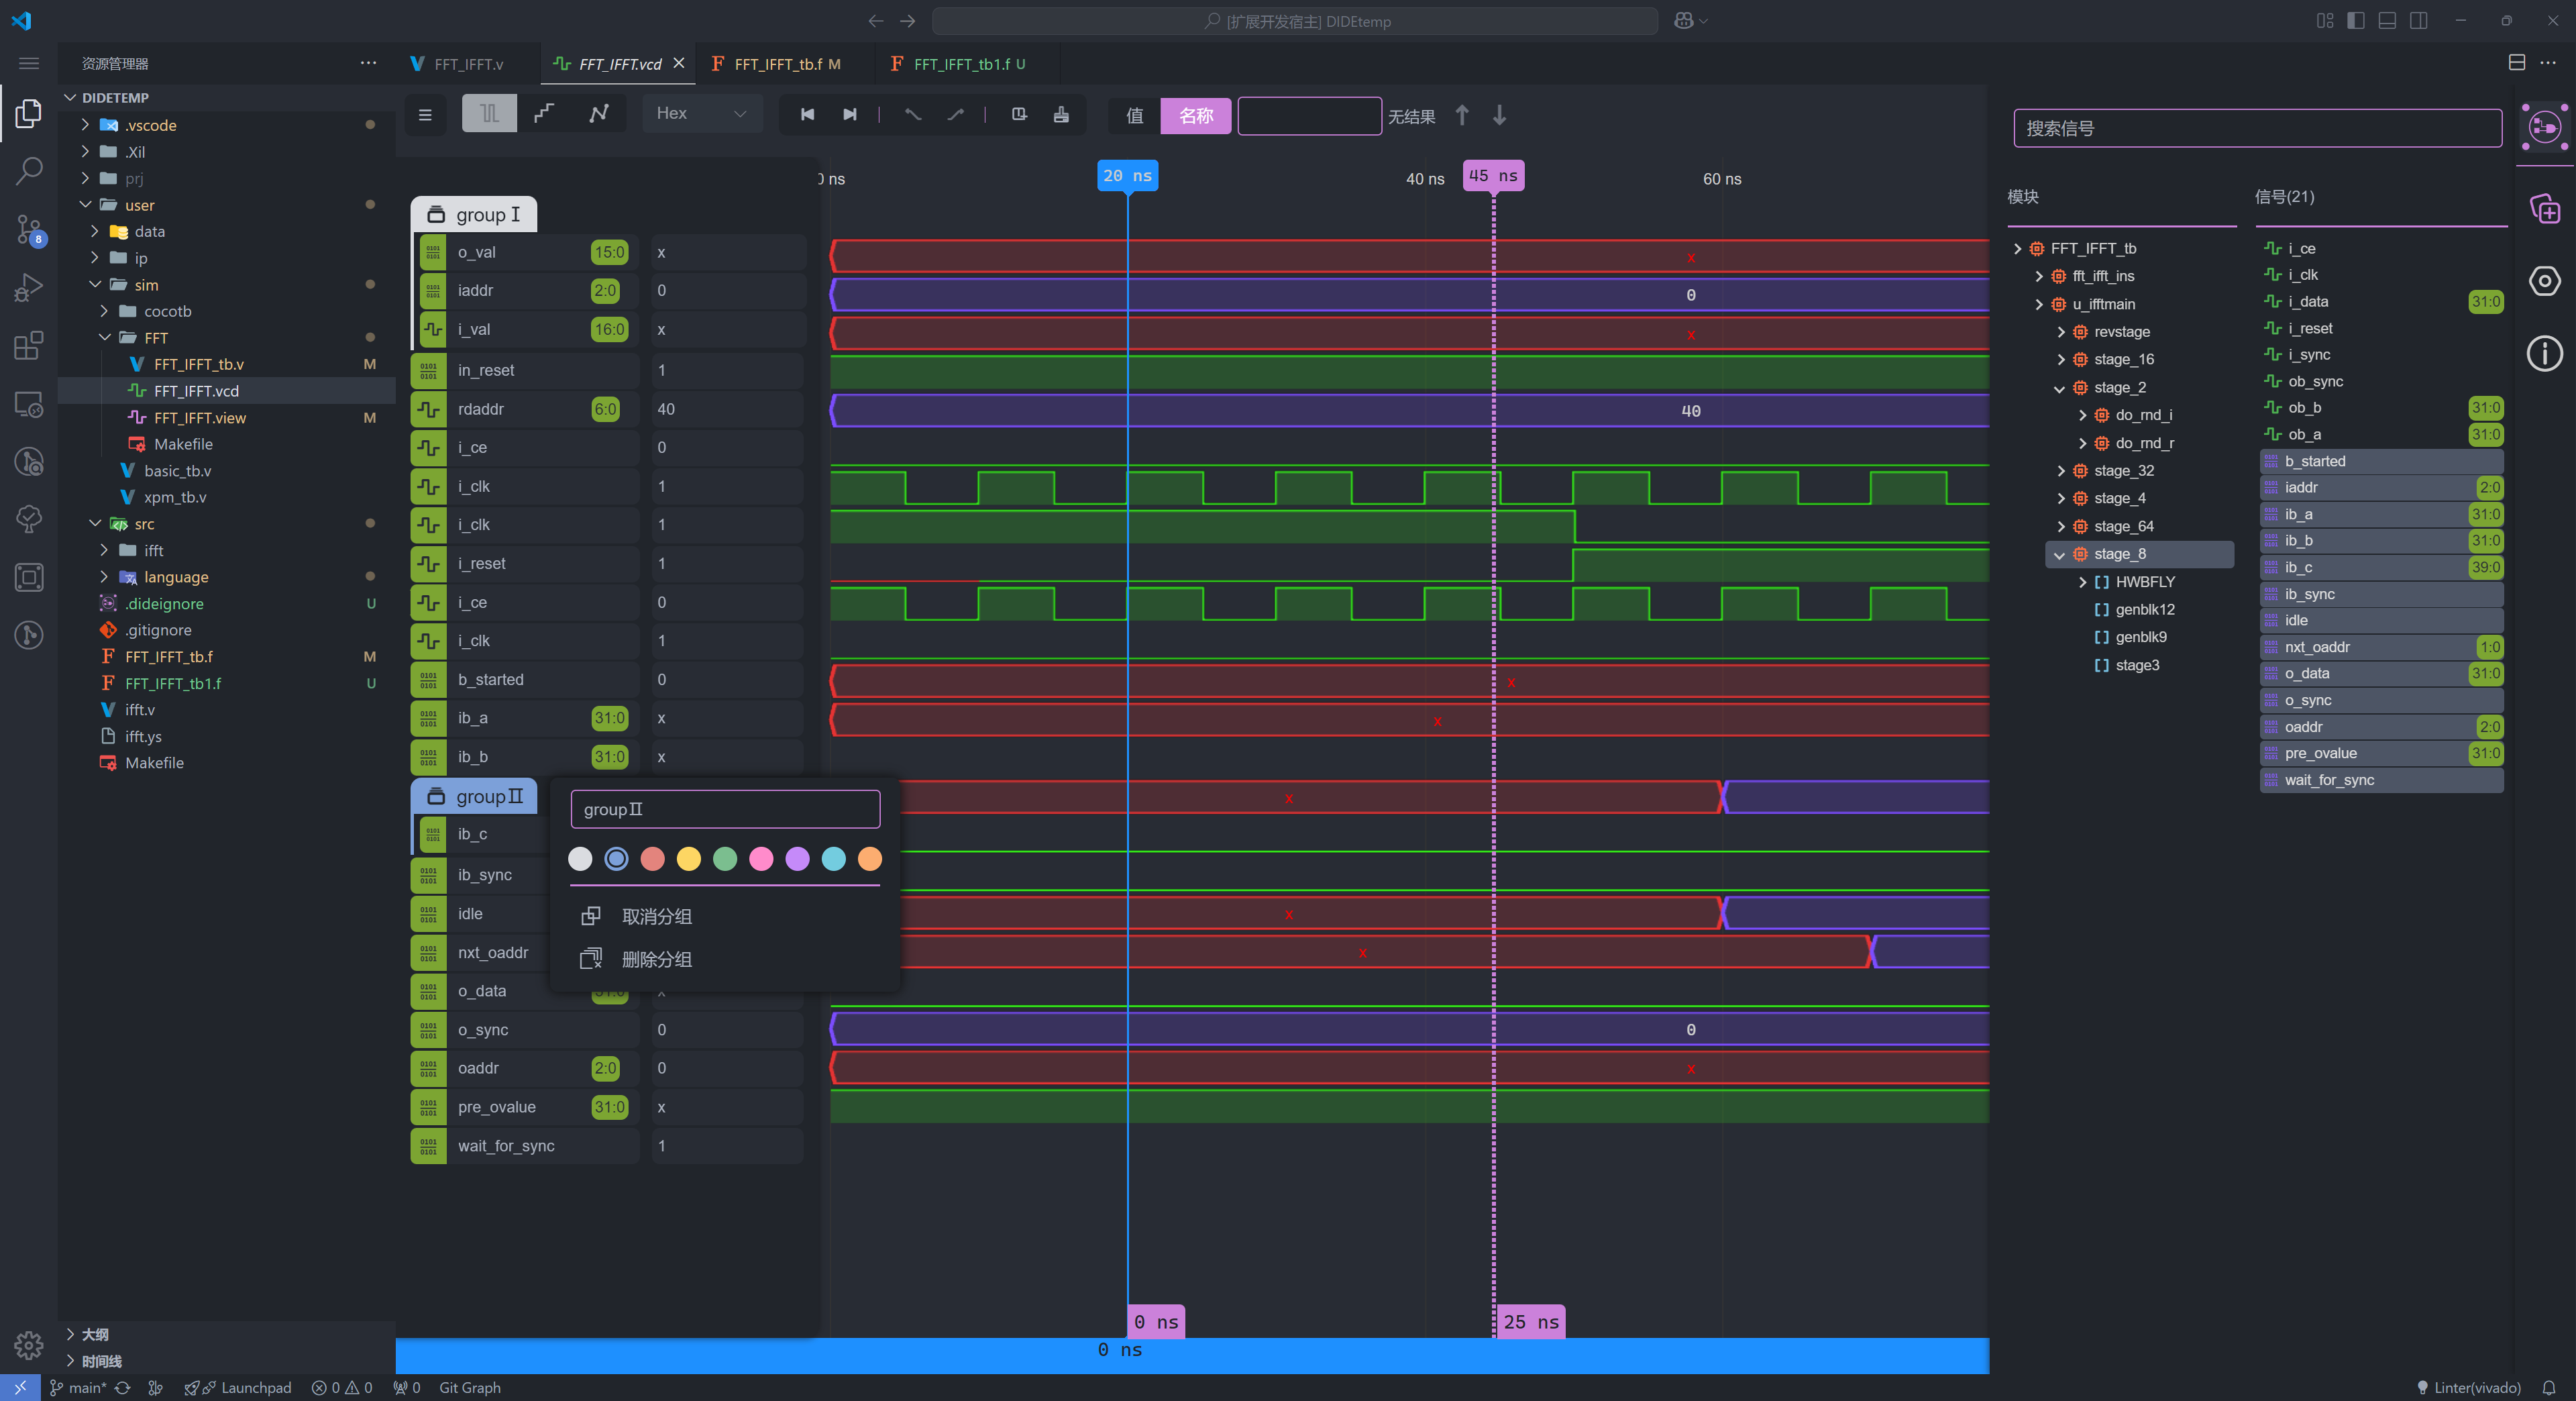 [扩展开发宿主] DIDEtemp
资源管理器
FFT_IFFT.v
FFT_IFFT.vcd
FFT_IFFT_tb.f M
FFT_IFFT_tb1.f U
DIDETEMP
.vscode
.Xil
prj
user
data
ip
sim
cocotb
FFT
FFT_IFFT_tb.v M
FFT_IFFT.vcd
FFT_IFFT.view M
Makefile
basic_tb.v
xpm_tb.v
src
ifft
language
.dideignore U
.gitignore
FFT_IFFT_tb.f M
FFT_IFFT_tb1.f U
ifft.v
ifft.ys
Makefile
大纲
时间线
8
Hex
值 名称 无结果
0 ns 20 ns 40 ns 45 ns 60 ns
group I
o_val 15:0 x
iaddr 2:0 0
i_val 16:0 x
in_reset 1
rdaddr 6:0 40
i_ce 0
i_clk 1
i_clk 1
i_reset 1
i_ce 0
i_clk 1
b_started 0
ib_a 31:0 x
ib_b 31:0 x
groupⅡ
ib_c
ib_sync
idle
nxt_oaddr
o_data 31:0 x
o_sync 0
oaddr 2:0 0
pre_ovalue 31:0 x
wait_for_sync 1
groupⅡ
取消分组
删除分组
x
0
x
40
x
x
x
x
x
0
x
0 ns 25 ns
0 ns
搜索信号
模块
FFT_IFFT_tb
fft_ifft_ins
u_ifftmain
revstage
stage_16
stage_2
do_rnd_i
do_rnd_r
stage_32
stage_4
stage_64
stage_8
HWBFLY
genblk12
genblk9
stage3
信号(21)
i_ce
i_clk
i_data 31:0
i_reset
i_sync
ob_sync
ob_b 31:0
ob_a 31:0
b_started
iaddr 2:0
ib_a 31:0
ib_b 31:0
ib_c 39:0
ib_sync
idle
nxt_oaddr 1:0
o_data 31:0
o_sync
oaddr 2:0
pre_ovalue 31:0
wait_for_sync
main* Launchpad 0 0 0 Git Graph Linter(vivado)